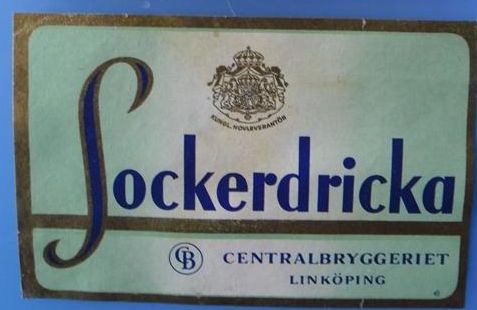 KUNGL. HOVLEVERANTÖR
Sockerdricka
CB
CENTRALBRYGGERIET
LINKÖPING